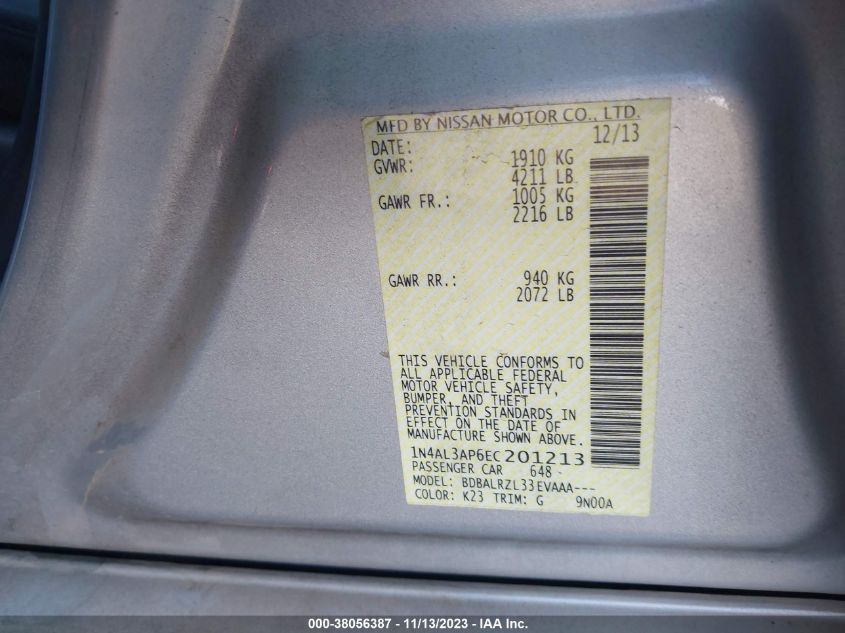 MFD BY NISSAN MOTOR CO., LTD.
DATE: 12/13
GVWR: 1910 KG
4211 LB
GAWR FR.: 1005 KG
2216 LB
GAWR RR.: 940 KG
2072 LB
THIS VEHICLE CONFORMS TO
ALL APPLICABLE FEDERAL
MOTOR VEHICLE SAFETY,
BUMPER, AND THEFT
PREVENTION STANDARDS IN
EFFECT ON THE DATE OF
MANUFACTURE SHOWN ABOVE.
1N4AL3AP6EC201213
PASSENGER CAR 648
MODEL: BDBALRZL33EVAAA---
COLOR: K23 TRIM: G 9N00A
000-38056387 - 11/13/2023 - IAA Inc.